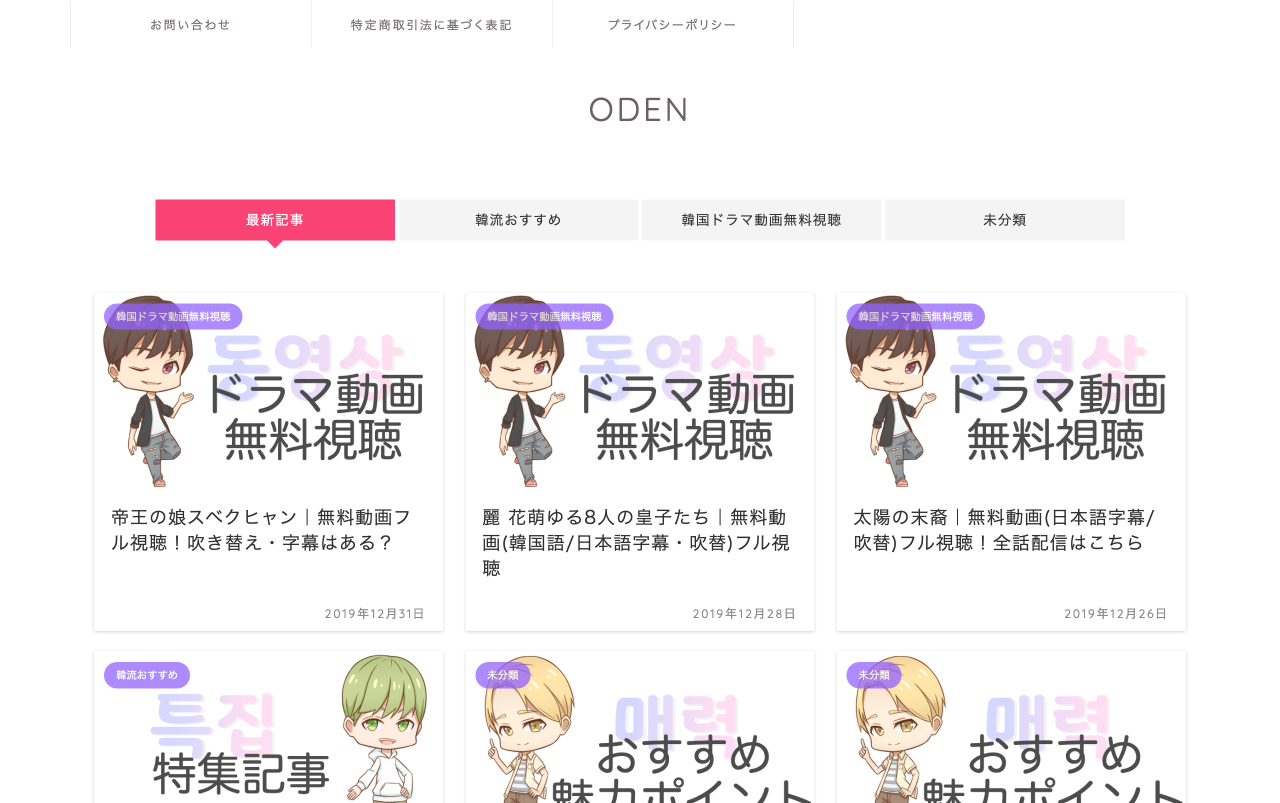 お問い合わせ
特定商取引法に基づく表記
プライバシーポリシー
ODEN
最新記事
韓流おすすめ
韓国ドラマ動画無料視聴
未分類
韓国ドラマ動画無料視聴
동영상
ドラマ動画
無料視聴
帝王の娘スベクヒャン｜無料動画フ
ル視聴！吹き替え・字幕はある？
2019年12月31日
韓国ドラマ動画無料視聴
동영상
ドラマ動画
無料視聴
麗 花萌ゆる8人の皇子たち｜無料動
画(韓国語/日本語字幕・吹替)フル視
聴
2019年12月28日
韓国ドラマ動画無料視聴
동영상
ドラマ動画
無料視聴
太陽の末裔｜無料動画(日本語字幕/
吹替)フル視聴！全話配信はこちら
2019年12月26日
韓流おすすめ
특집
特集記事
未分類
매력
おすすめ
魅力ポイント
未分類
매력
おすすめ
魅力ポイント